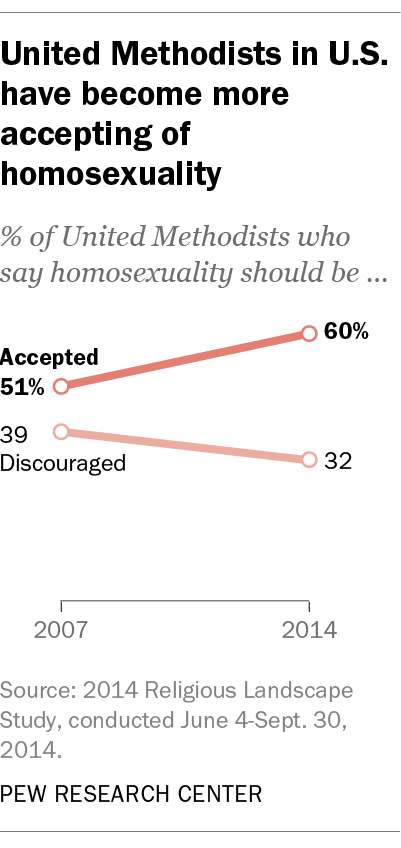 United Methodists in U.S.
have become more
accepting of
homosexuality
% of United Methodists who
say homosexuality should be ...
60%
Accepted
51%
39
Discouraged
32
2007
2014
Source: 2014 Religious Landscape
Study, conducted June 4-Sept. 30,
2014.
PEW RESEARCH CENTER